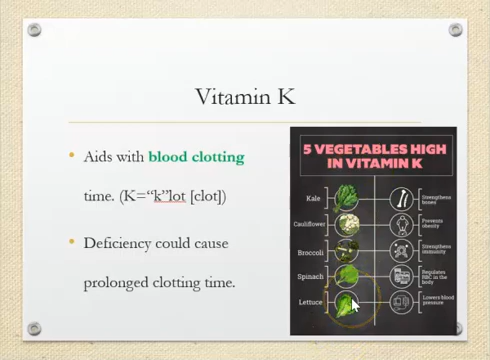 Vitamin K
Aids with blood clotting
time. (K=“k”lot [clot])
Deficiency could cause
prolonged clotting time.
5 VEGETABLES HIGH
IN VITAMIN K
Kale
Strengthens
bones
Cauliflower
Prevents
obesity
Broccoli
Strengthens
immunity
Spinach
Regulates
RBC in the
body
Lettuce
Lowers blood
pressure